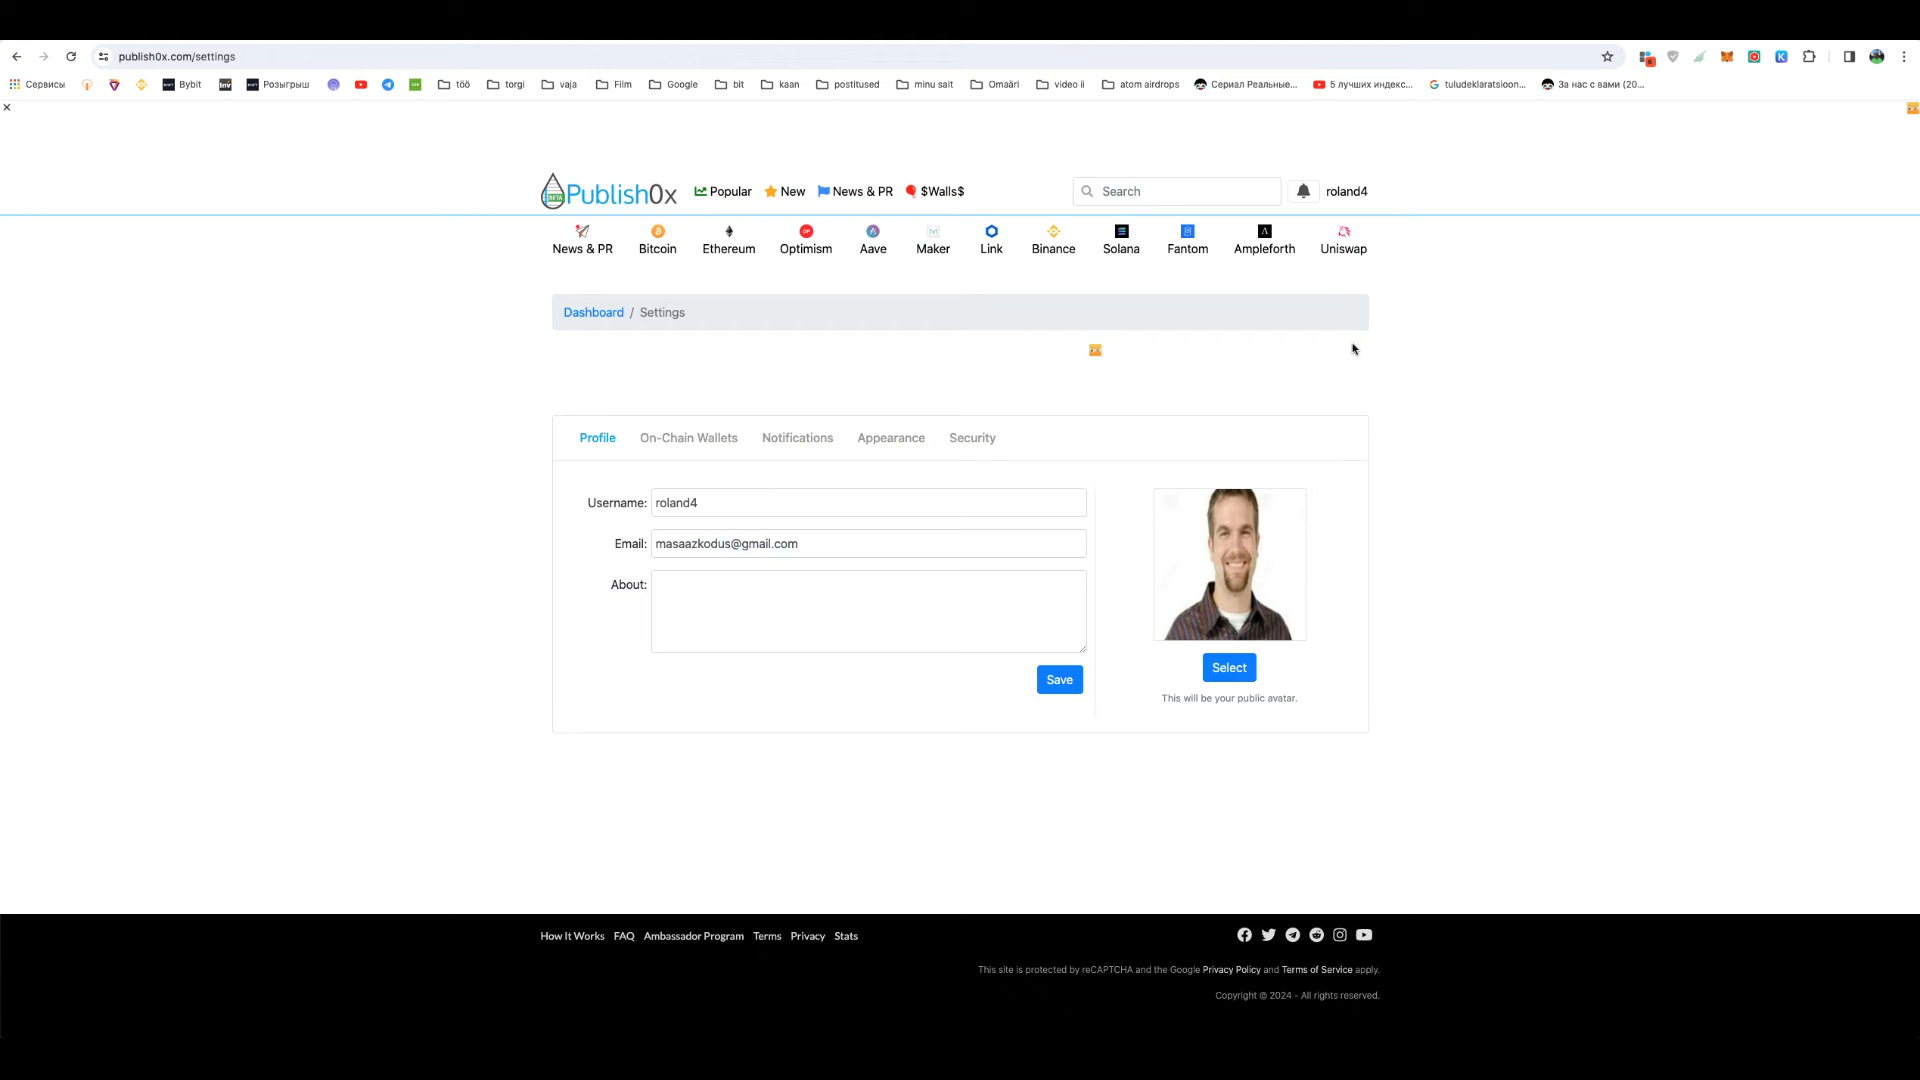 publish0x.com/settings
Сервисы Bybit Розыгрыш töö torgi vaja Film Google bit kaan postitused minu sait Omaäri video ii atom airdrops Сериал Реальные... 5 лучших индекс... tuludeklaratsioon... За нас с вами (20...
Publish0x Popular New News & PR $Walls$ Search roland4
BETA
News & PR Bitcoin Ethereum Optimism Aave Maker Link Binance Solana Fantom Ampleforth Uniswap
Dashboard / Settings
Profile On-Chain Wallets Notifications Appearance Security
Username: roland4
Email: masaazkodus@gmail.com
About:
Save
Select
This will be your public avatar.
How It Works FAQ Ambassador Program Terms Privacy Stats
This site is protected by reCAPTCHA and the Google Privacy Policy and Terms of Service apply.
Copyright © 2024 - All rights reserved.